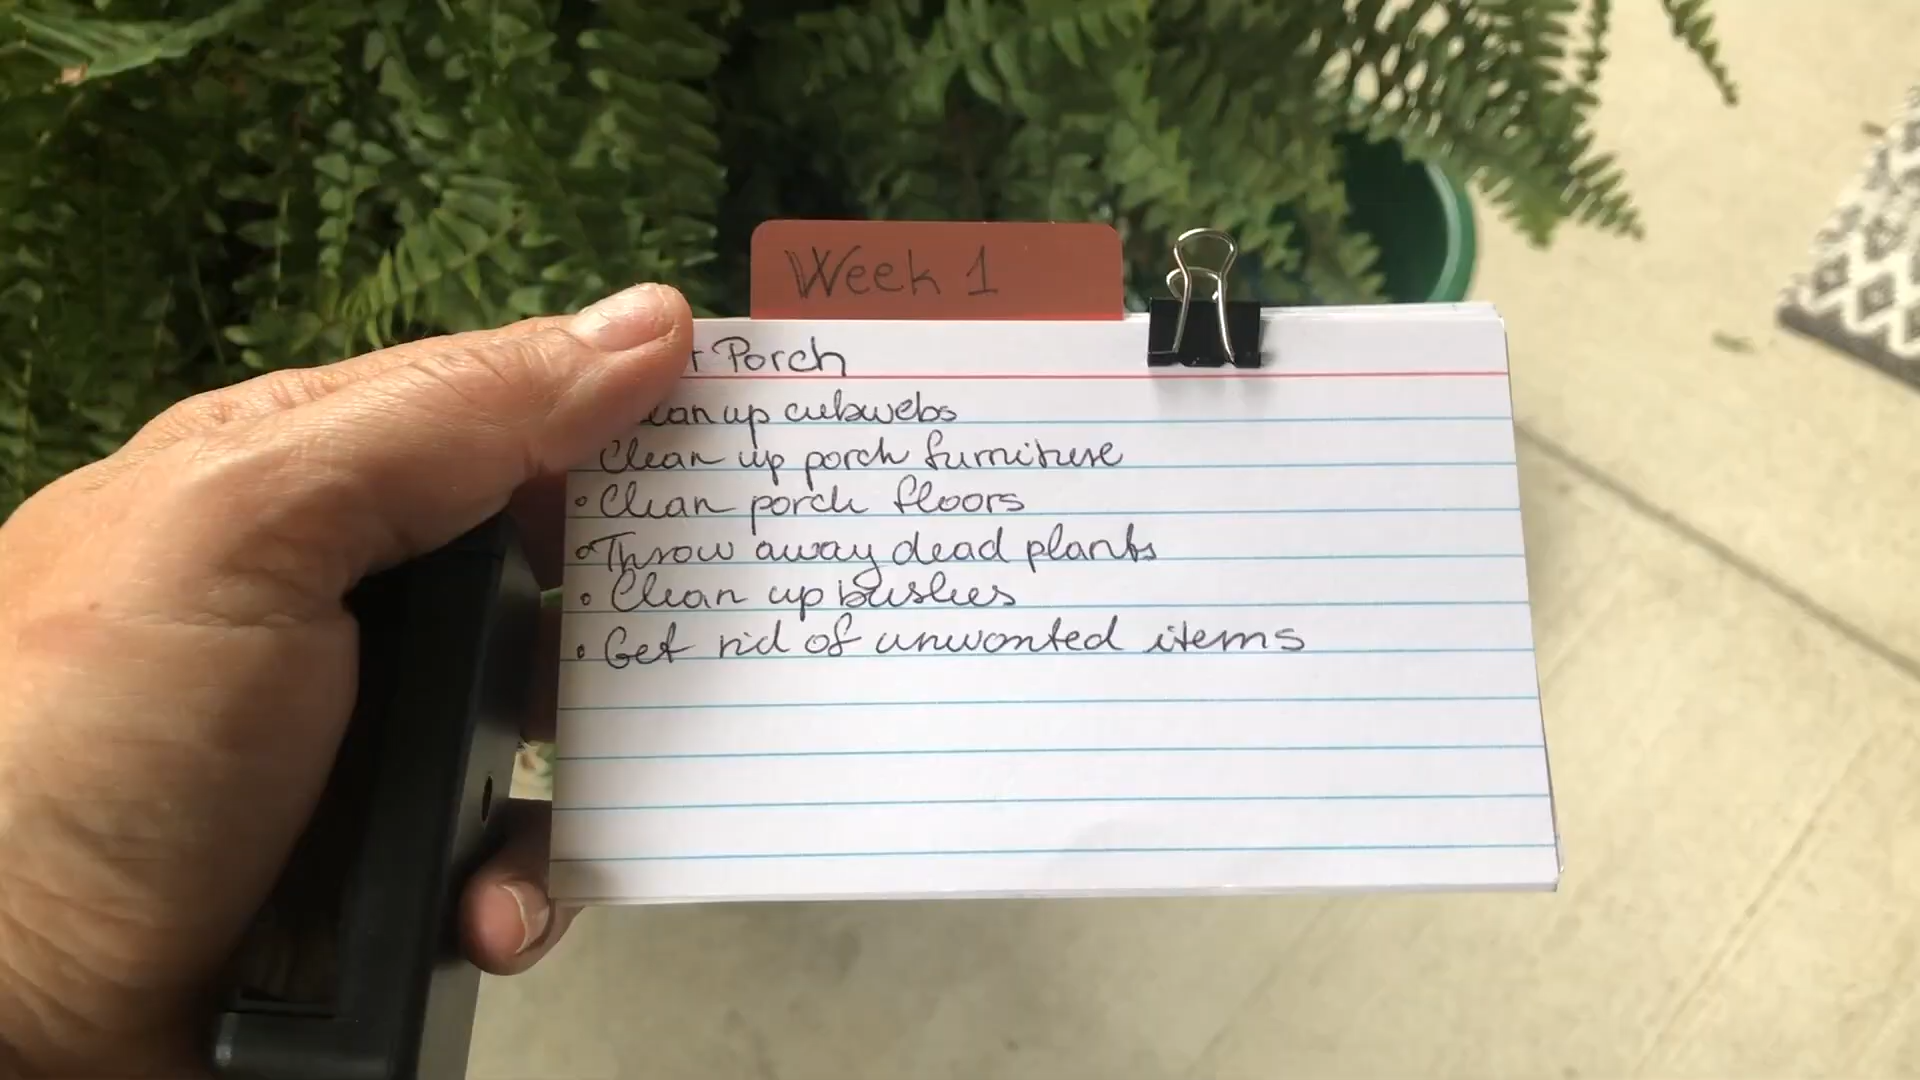 Week 1
Porch
up cubwebs
Clean up porch furniture
• Clean porch floors
• Throw away dead plants
• Clean up bushes
• Get rid of unwonted items